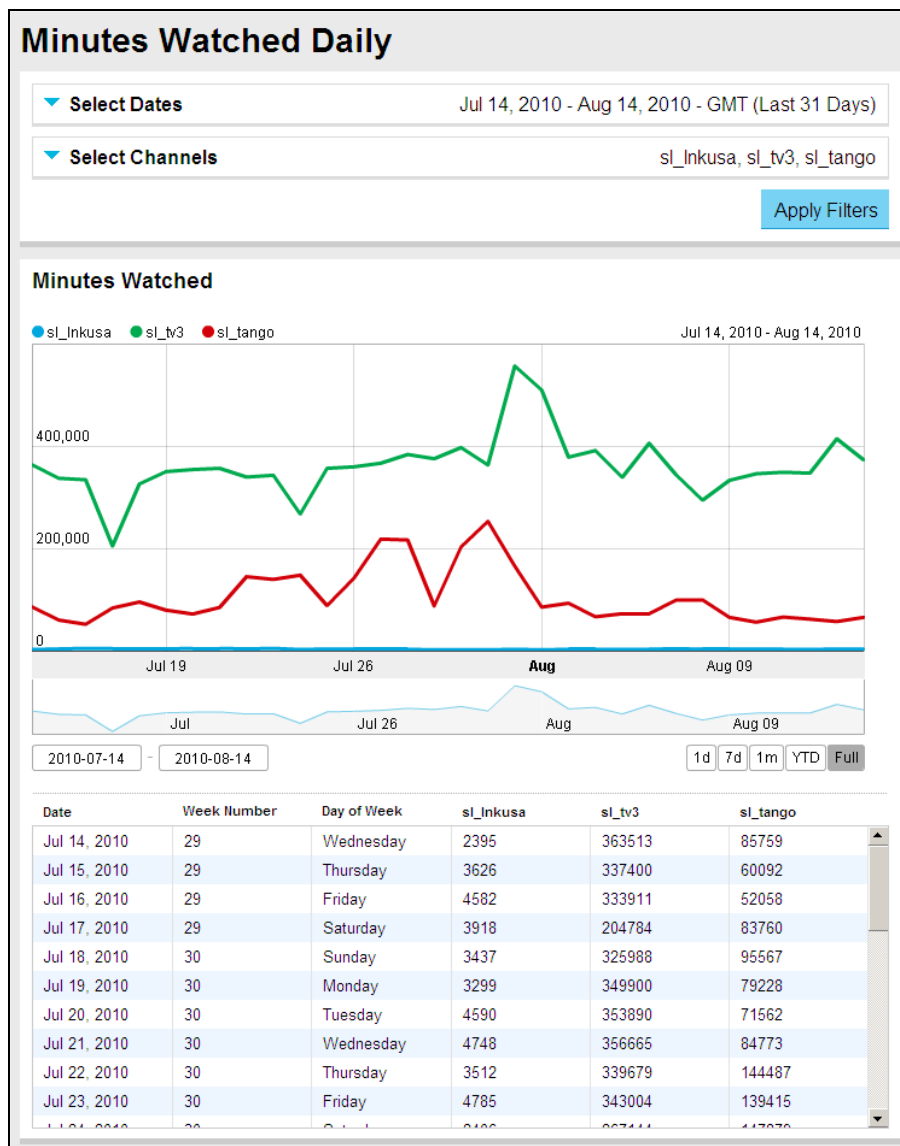 Minutes Watched Daily
Select Dates Jul 14, 2010 - Aug 14, 2010 - GMT (Last 31 Days)
Select Channels sl_lnkusa, sl_tv3, sl_tango
Apply Filters
Minutes Watched
sl_lnkusa sl_tv3 sl_tango Jul 14, 2010 - Aug 14, 2010
400,000
200,000
0
Jul 19 Jul 26 Aug Aug 09
Jul Jul 26 Aug Aug 09
2010-07-14 - 2010-08-14 1d 7d 1m YTD Full
Date Week Number Day of Week sl_lnkusa sl_tv3 sl_tango
Jul 14, 2010 29 Wednesday 2395 363513 85759
Jul 15, 2010 29 Thursday 3626 337400 60092
Jul 16, 2010 29 Friday 4582 333911 52058
Jul 17, 2010 29 Saturday 3918 204784 83760
Jul 18, 2010 30 Sunday 3437 325988 95567
Jul 19, 2010 30 Monday 3299 349900 79228
Jul 20, 2010 30 Tuesday 4590 353890 71562
Jul 21, 2010 30 Wednesday 4748 356665 84773
Jul 22, 2010 30 Thursday 3512 339679 144487
Jul 23, 2010 30 Friday 4785 343004 139415